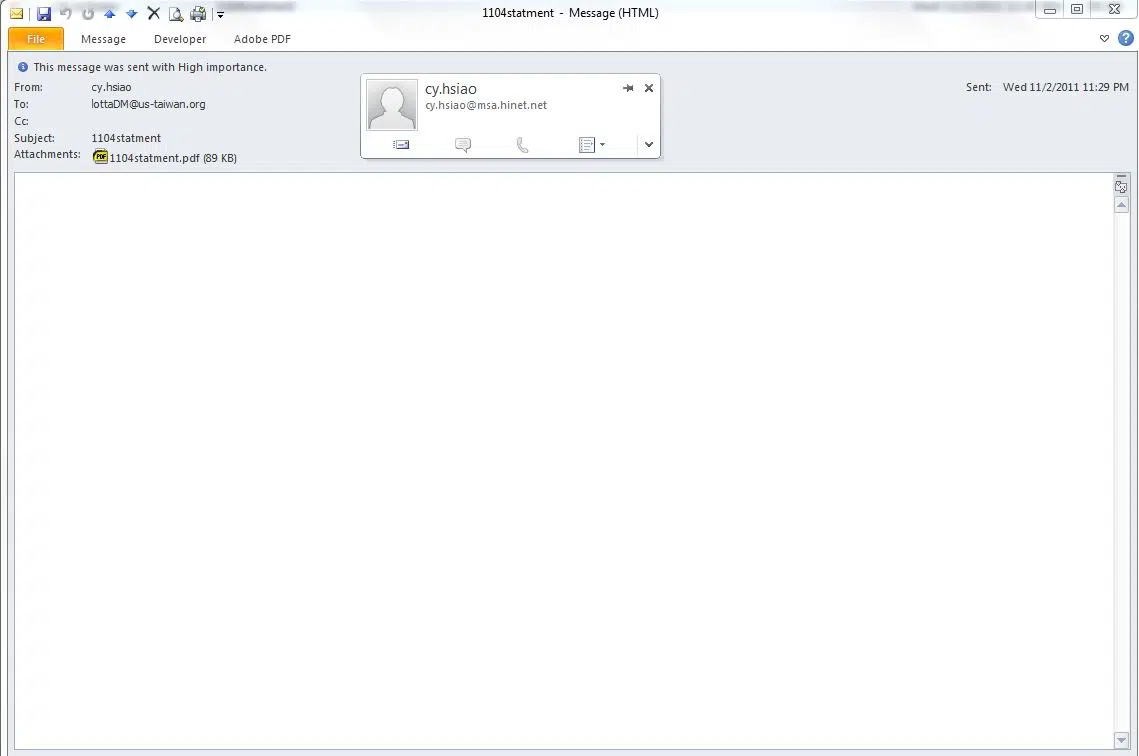 1104statment - Message (HTML)
File Message Developer Adobe PDF
This message was sent with High importance.
From: cy.hsiao
Sent: Wed 11/2/2011 11:29 PM
To: lottaDM@us-taiwan.org
Cc:
Subject: 1104statment
Attachments: PDF 1104statment.pdf (89 KB)
cy.hsiao
cy.hsiao@msa.hinet.net